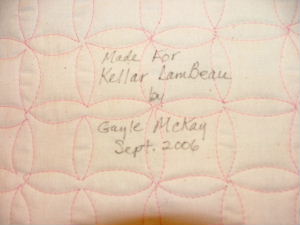 Made For
Kellar LamBeau
by
Gayle McKay
Sept. 2006